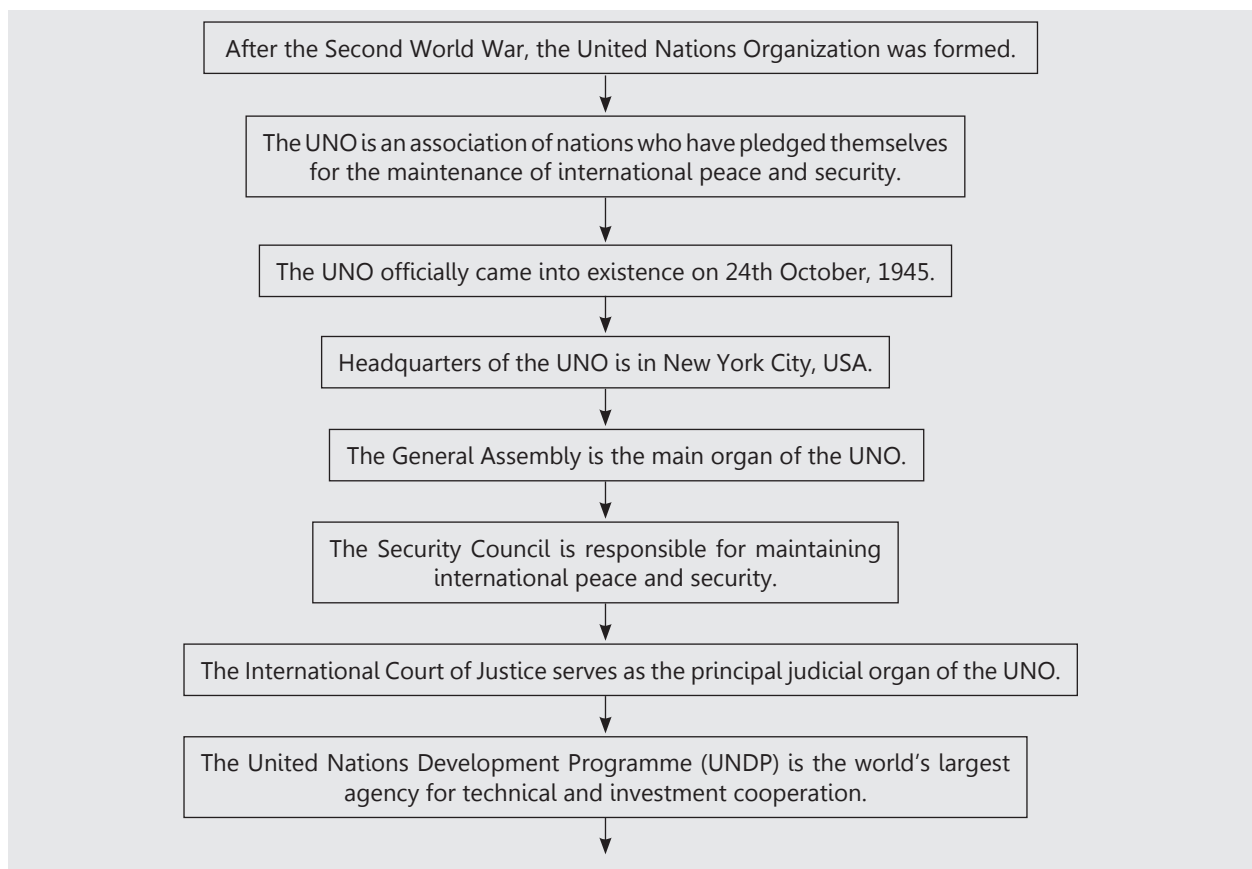 After the Second World War, the United Nations Organization was formed.
The UNO is an association of nations who have pledged themselves
for the maintenance of international peace and security.
The UNO officially came into existence on 24th October, 1945.
Headquarters of the UNO is in New York City, USA.
The General Assembly is the main organ of the UNO.
The Security Council is responsible for maintaining
international peace and security.
The International Court of Justice serves as the principal judicial organ of the UNO.
The United Nations Development Programme (UNDP) is the world's largest
agency for technical and investment cooperation.